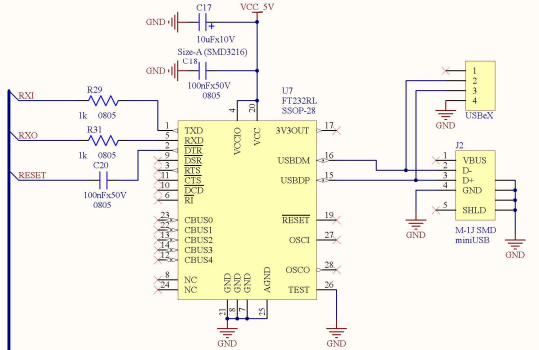 C17
VCC_5V
GND
10uFx10V
Size-A (SMD3216)
C18
GND
100nFx50V
0805
U7
FT232RL
SSOP-28
RXI
R29
1k 0805
RXO
R31
1k 0805
RESET
C20
100nFx50V
0805
4
20
VCCIO
VCC
1 TXD
5 RXD
2 DTR
9 DSR
3 RTS
11 CTS
10 DCD
6 RI
23 CBUS0
22 CBUS1
13 CBUS2
14 CBUS3
12 CBUS4
8 NC
24 NC
3V3OUT 17
USBDM 16
USBDP 15
RESET 19
OSCI 27
OSCO 28
TEST 26
GND
GND
GND
AGND
21
8
7
25
GND
GND
1
2
3
4
USBeX
GND
J2
1 VBUS
2 D-
3 D+
4 GND
5 SHLD
M-1J SMD
miniUSB
GND
GND